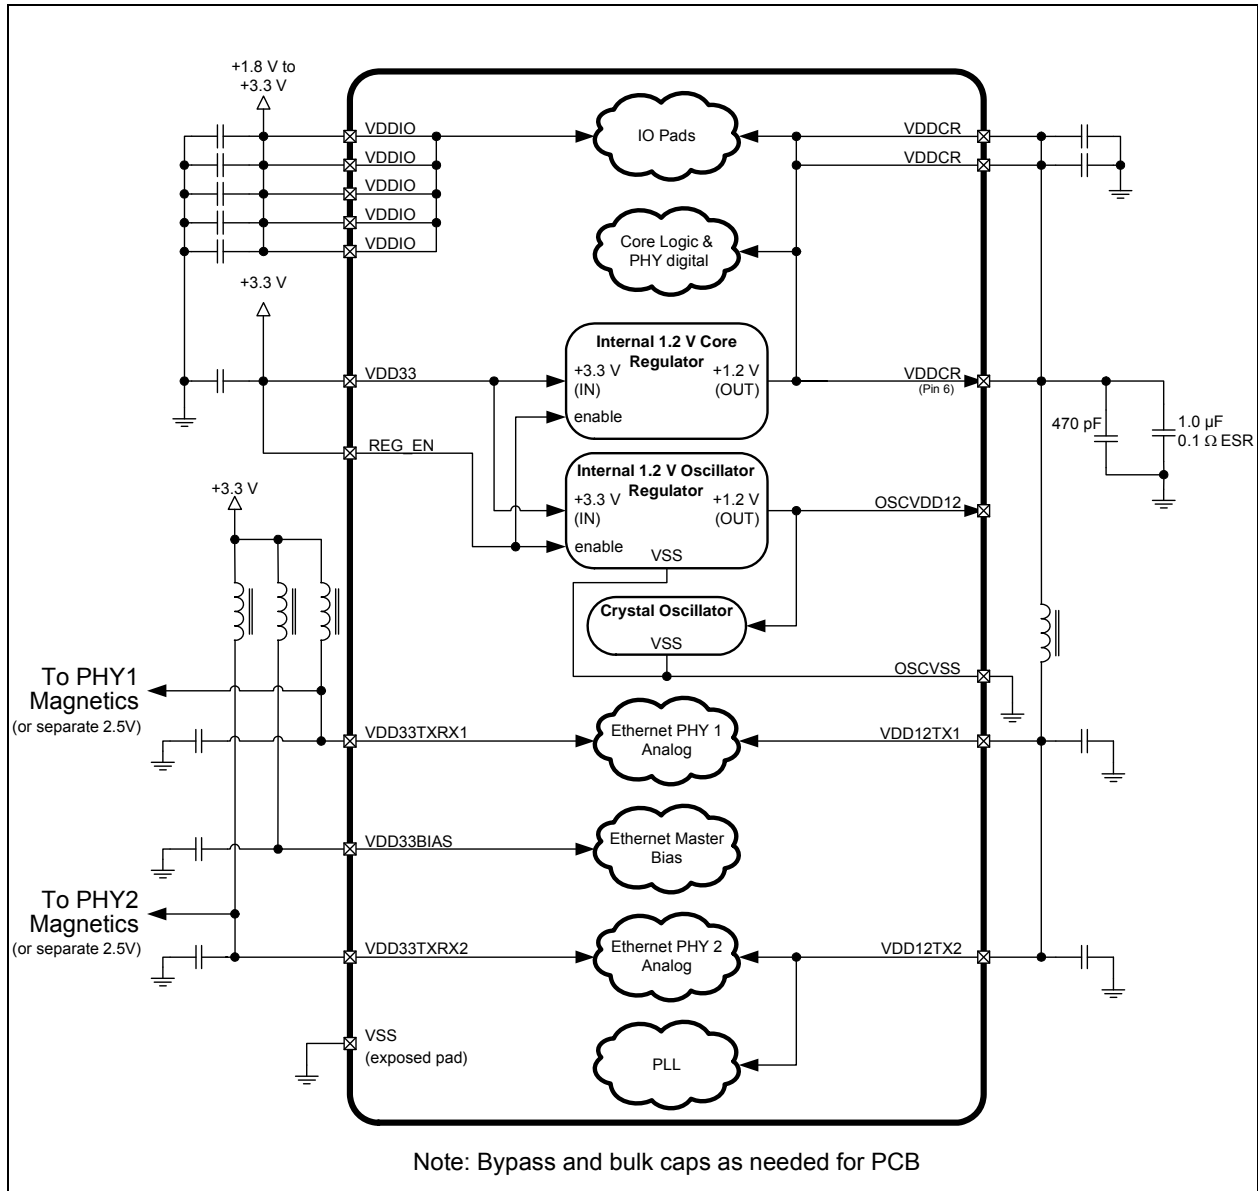 +1.8 V to
+3.3 V
VDDIO
VDDIO
VDDIO
VDDIO
VDDIO
IO Pads
VDDCR
VDDCR
Core Logic &
PHY digital
+3.3 V
VDD33
Internal 1.2 V Core
Regulator
+3.3 V
(IN)
+1.2 V
(OUT)
enable
VDDCR
(Pin 6)
470 pF
1.0 µF
0.1 Ω ESR
REG_EN
Internal 1.2 V Oscillator
Regulator
+3.3 V
(IN)
+1.2 V
(OUT)
enable
VSS
OSCVDD12
+3.3 V
Crystal Oscillator
VSS
OSCVSS
To PHY1
Magnetics
(or separate 2.5V)
VDD33TXRX1
Ethernet PHY 1
Analog
VDD12TX1
VDD33BIAS
Ethernet Master
Bias
To PHY2
Magnetics
(or separate 2.5V)
VDD33TXRX2
Ethernet PHY 2
Analog
VDD12TX2
VSS
(exposed pad)
PLL
Note: Bypass and bulk caps as needed for PCB